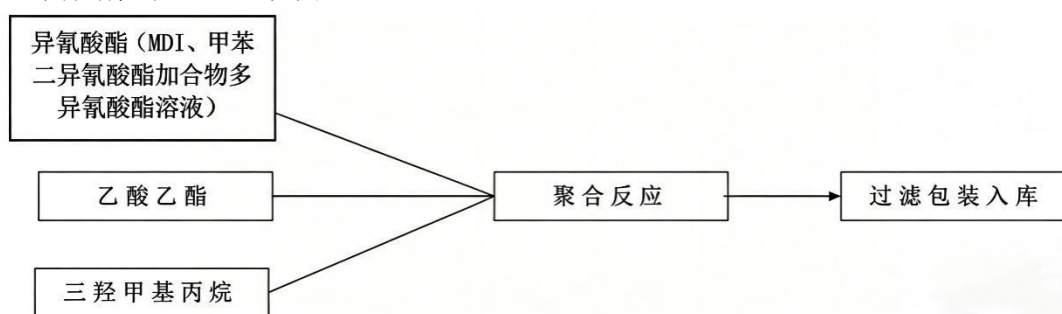 异氰酸酯（MDI、甲苯
二异氰酸酯加合物多
异氰酸酯溶液）
乙酸乙酯
聚合反应
过滤包装入库
三羟甲基丙烷